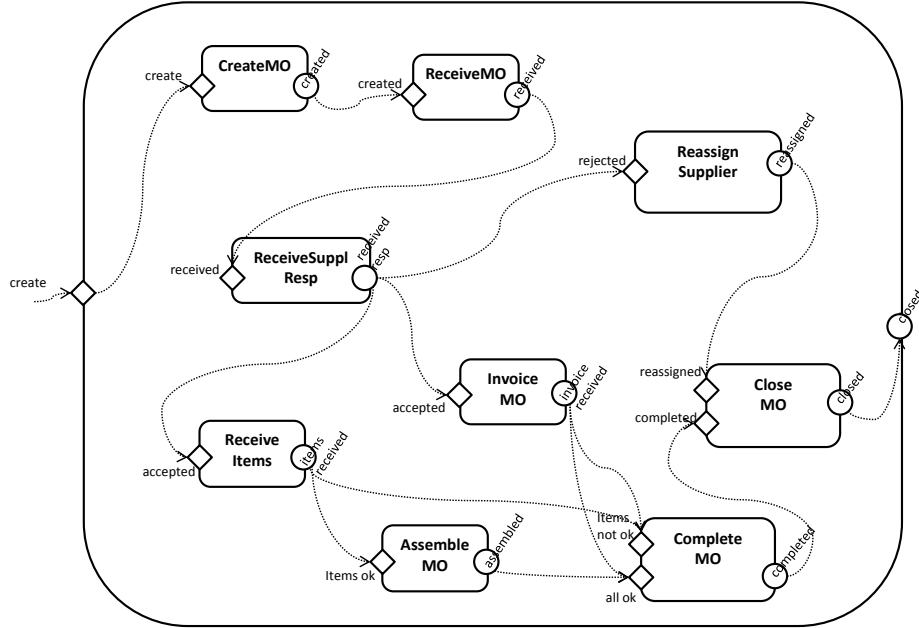 create
CreateMO
created
created
ReceiveMO
received
rejected
Reassign
Supplier
reassigned
received
ReceiveSuppl
Resp
received
resp
create
closed
accepted
Invoice
MO
invoice
received
reassigned
completed
Close
MO
closed
accepted
Receive
Items
items
received
Items ok
Assemble
MO
assembled
Items
not ok
all ok
Complete
MO
completed